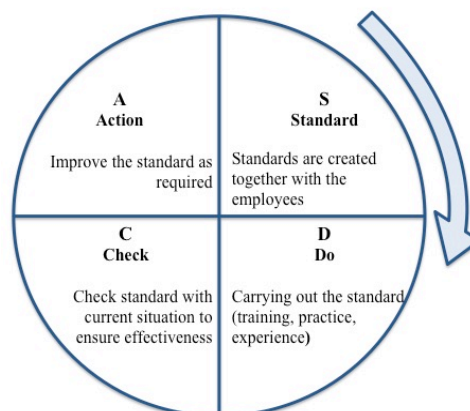 A
Action
Improve the standard as
required
S
Standard
Standards are created
together with the
employees
C
Check
Check standard with
current situation to
ensure effectiveness
D
Do
Carrying out the standard
(training, practice,
experience)